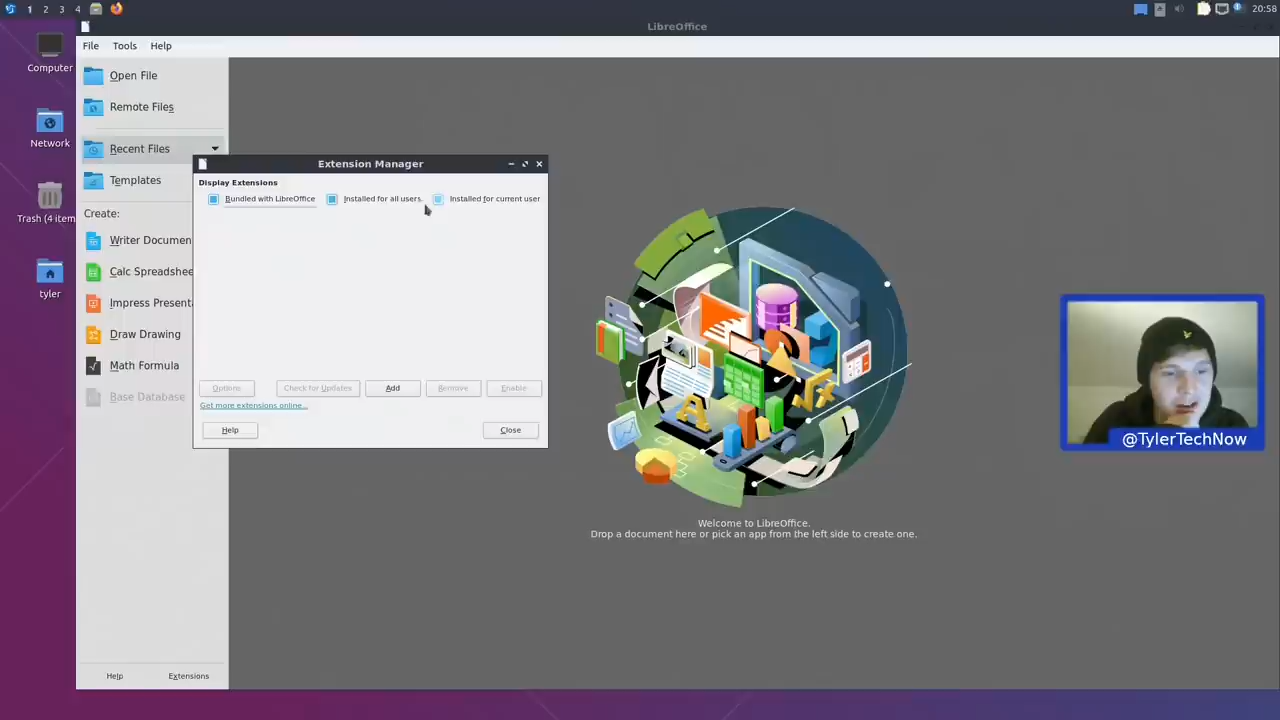 1 2 3 4
20:58
LibreOffice
File Tools Help
Computer
Network
Trash (4 item
tyler
Open File
Remote Files
Recent Files
Templates
Create:
Writer Documen
Calc Spreadshee
Impress Present
Draw Drawing
Math Formula
Base Database
Help Extensions
Extension Manager
Display Extensions
Bundled with LibreOffice Installed for all users Installed for current user
Options Check for Updates Add Remove Enable
Get more extensions online...
Help Close
Welcome to LibreOffice.
Drop a document here or pick an app from the left side to create one.
@TylerTechNow